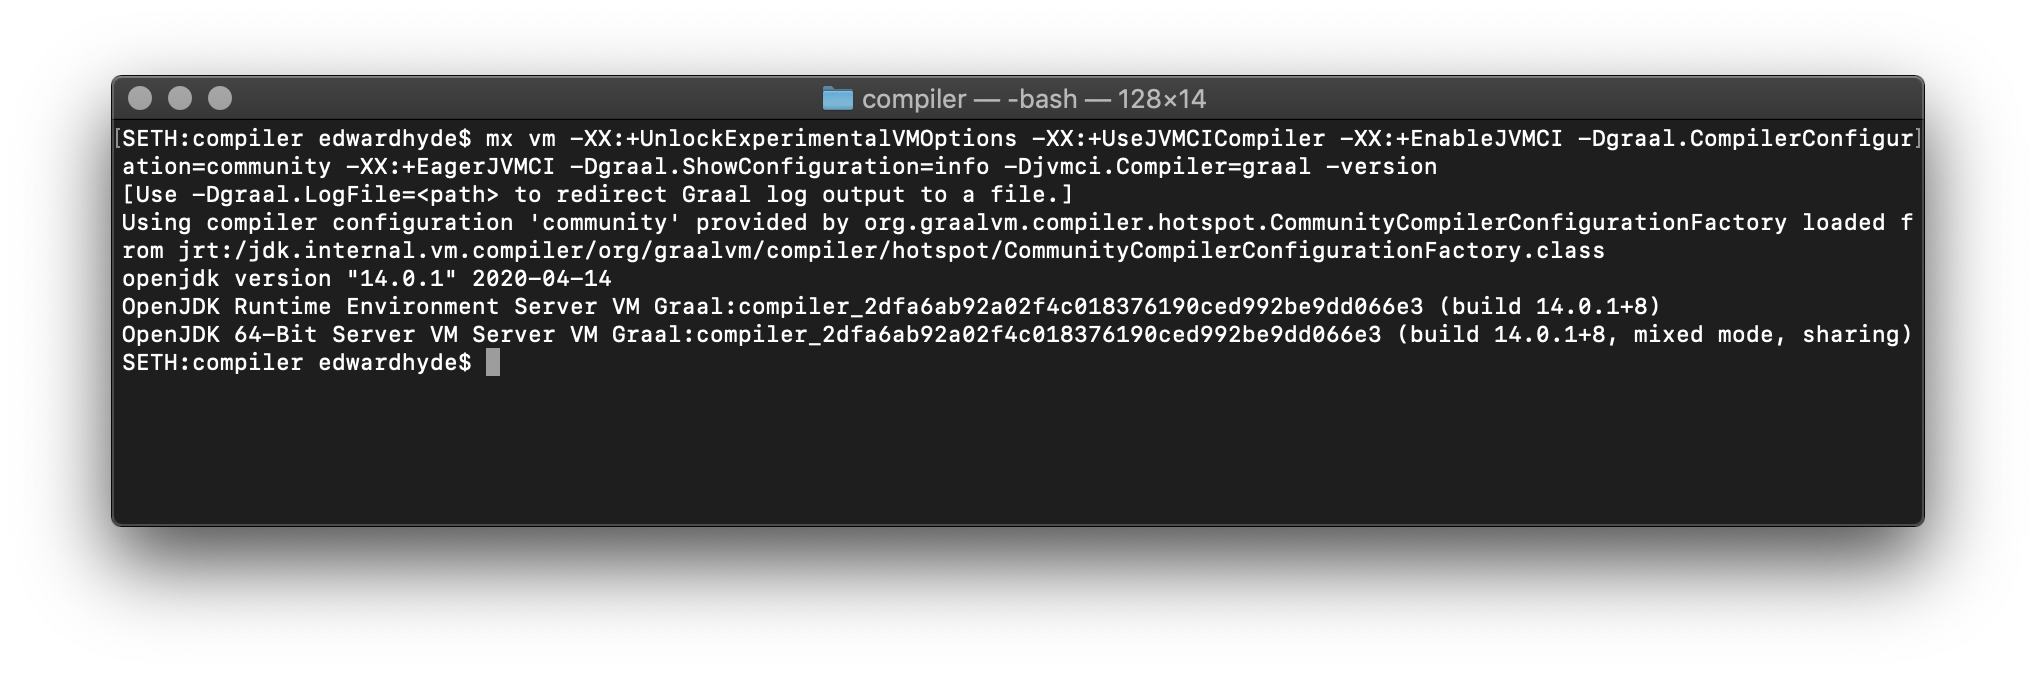 compiler — -bash — 128×14
[SETH:compiler edwardhyde$ mx vm -XX:+UnlockExperimentalVMOptions -XX:+UseJVMCICompiler -XX:+EnableJVMCI -Dgraal.CompilerConfigur]
ation=community -XX:+EagerJVMCI -Dgraal.ShowConfiguration=info -Djvmci.Compiler=graal -version
[Use -Dgraal.LogFile=<path> to redirect Graal log output to a file.]
Using compiler configuration 'community' provided by org.graalvm.compiler.hotspot.CommunityCompilerConfigurationFactory loaded f
rom jrt:/jdk.internal.vm.compiler/org/graalvm/compiler/hotspot/CommunityCompilerConfigurationFactory.class
openjdk version "14.0.1" 2020-04-14
OpenJDK Runtime Environment Server VM Graal:compiler_2dfa6ab92a02f4c018376190ced992be9dd066e3 (build 14.0.1+8)
OpenJDK 64-Bit Server VM Server VM Graal:compiler_2dfa6ab92a02f4c018376190ced992be9dd066e3 (build 14.0.1+8, mixed mode, sharing)
SETH:compiler edwardhyde$